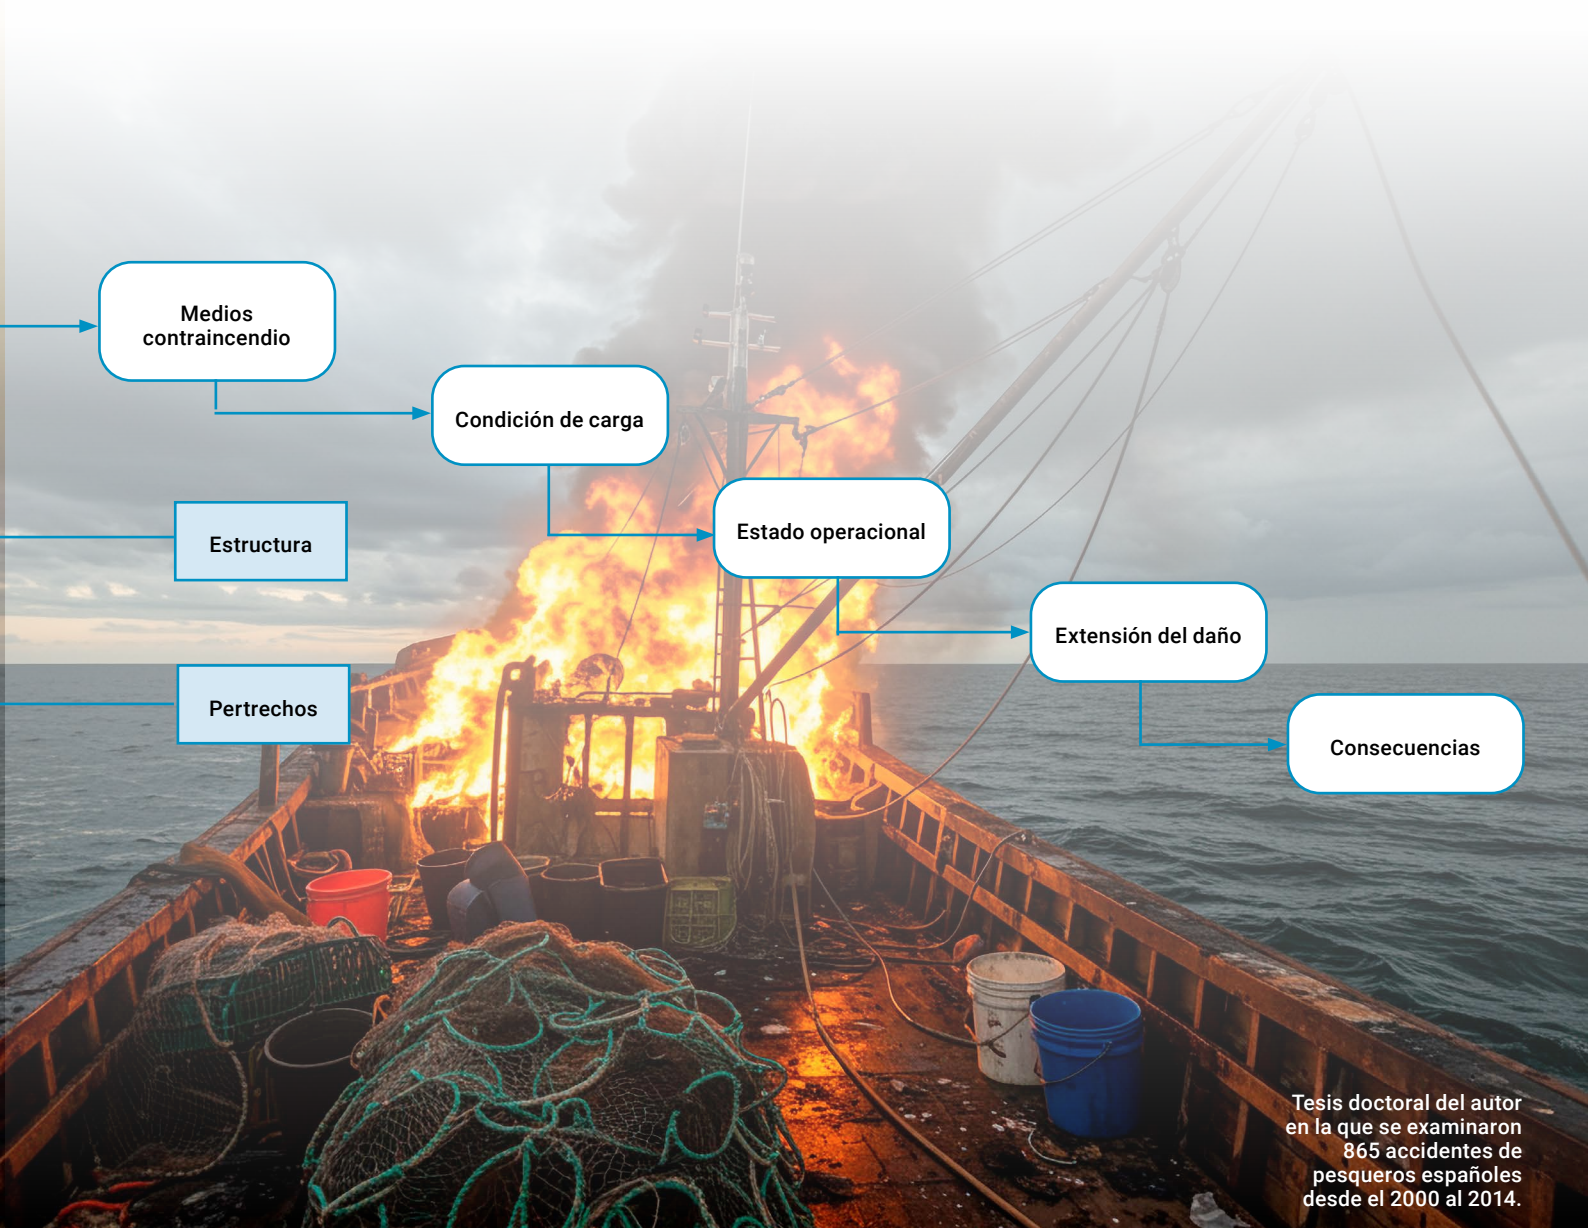 Medios
contraincendio
Condición de carga
Estado operacional
Estructura
Extensión del daño
Pertrechos
Consecuencias
Tesis doctoral del autor
en la que se examinaron
865 accidentes de
pesqueros españoles
desde el 2000 al 2014.